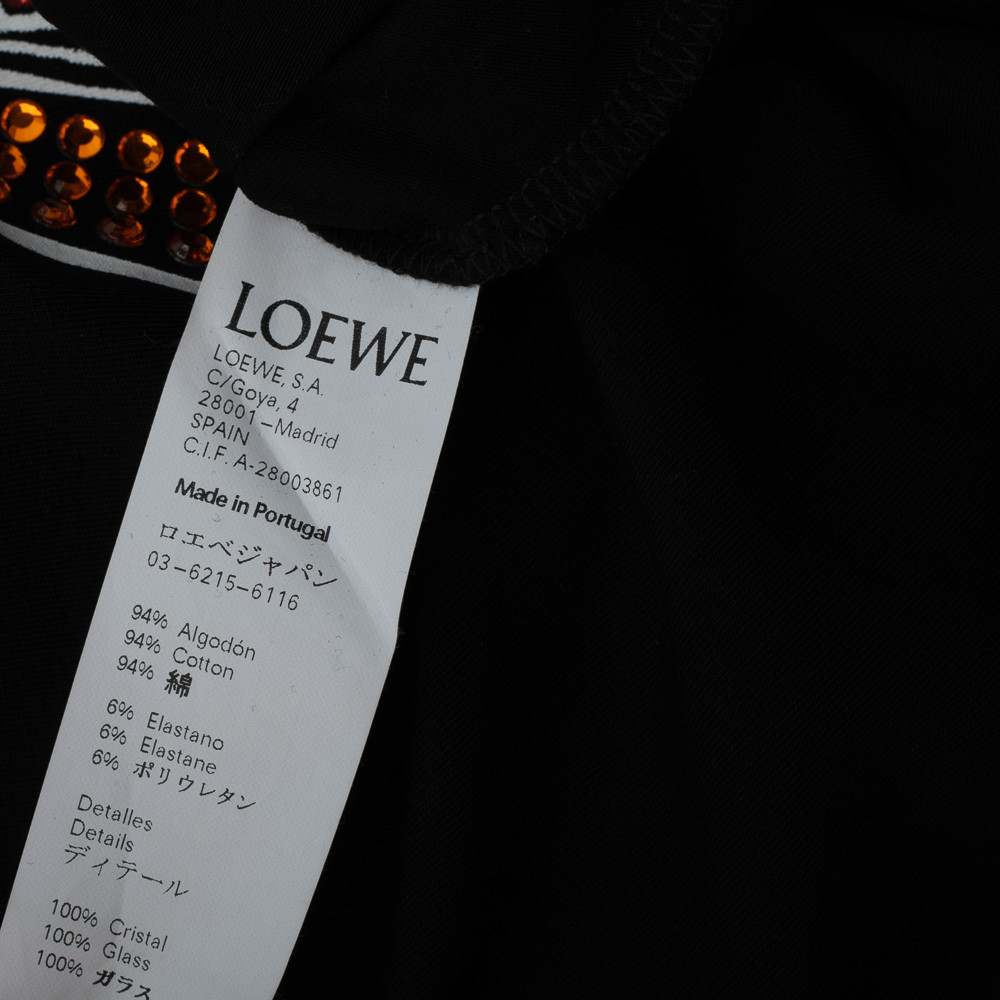 LOEWE
LOEWE, S.A.
C/Goya, 4
28001–Madrid
SPAIN
C.I.F. A-28003861
Made in Portugal
ロエベジャパン
03–6215–6116
94% Algodón
94% Cotton
94% 綿
6% Elastano
6% Elastane
6% ポリウレタン
Detalles
Details
ディテール
100% Cristal
100% Glass
100% ガラス